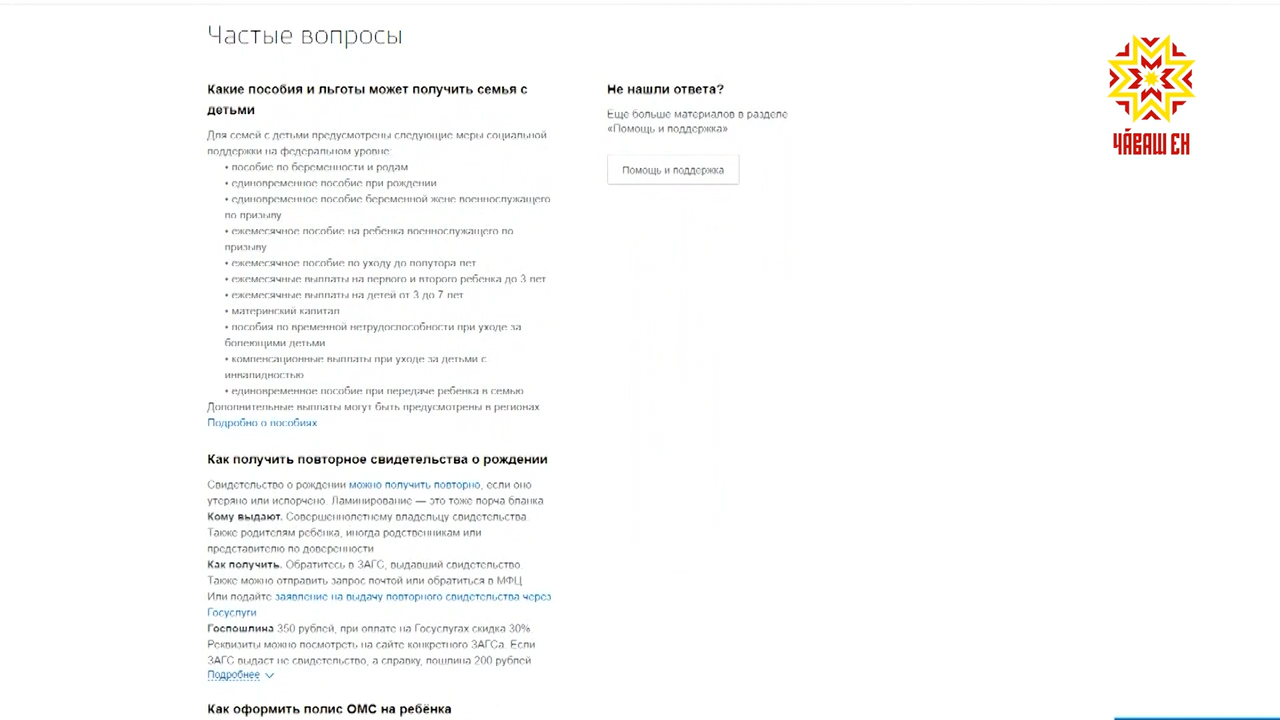 Частые вопросы
Какие пособия и льготы может получить семья с
детьми
Для семей с детьми предусмотрены следующие меры социальной
поддержки на федеральном уровне:
• пособие по беременности и родам
• единовременное пособие при рождении
• единовременное пособие беременной жене военнослужащего
по призыву
• ежемесячное пособие на ребенка военнослужащего по
призыву
• ежемесячное пособие по уходу до полутора лет
• ежемесячные выплаты на первого и второго ребенка до 3 лет
• ежемесячные выплаты на детей от 3 до 7 лет
• материнский капитал
• пособия по временной нетрудоспособности при уходе за
болеющими детьми
• компенсационные выплаты при уходе за детьми с
инвалидностью
• единовременное пособие при передаче ребенка в семью
Дополнительные выплаты могут быть предусмотрены в регионах
Подробно о пособиях
Как получить повторное свидетельства о рождении
Свидетельство о рождении можно получить повторно, если оно
утеряно или испорчено. Ламинирование — это тоже порча бланка
Кому выдают. Совершеннолетнему владельцу свидетельства.
Также родителям ребёнка, иногда родственникам или
представителю по доверенности
Как получить. Обратитесь в ЗАГС, выдавший свидетельство.
Также можно отправить запрос почтой или обратиться в МФЦ
Или подайте заявление на выдачу повторного свидетельства через
Госуслуги
Госпошлина 350 рублей, при оплате на Госуслугах скидка 30%.
Реквизиты можно посмотреть на сайте конкретного ЗАГСа. Если
ЗАГС выдаст не свидетельство, а справку, пошлина 200 рублей
Подробнее
Как оформить полис ОМС на ребёнка
Не нашли ответа?
Еще больше материалов в разделе
«Помощь и поддержка»
Помощь и поддержка
ЧӐВАШ ЕН